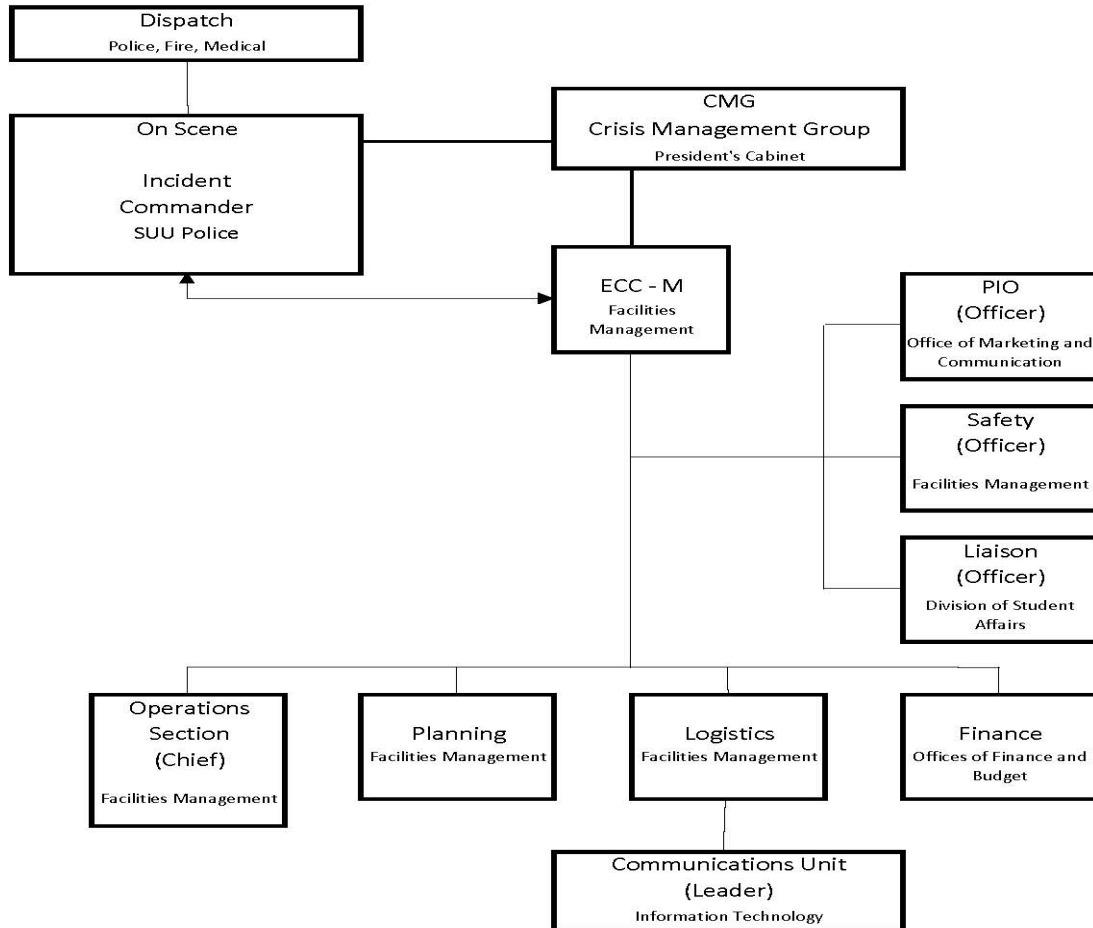 Dispatch
Police, Fire, Medical
On Scene
Incident
Commander
SUU Police
CMG
Crisis Management Group
President's Cabinet
ECC - M
Facilities
Management
PIO
(Officer)
Office of Marketing and
Communication
Safety
(Officer)
Facilities Management
Liaison
(Officer)
Division of Student
Affairs
Operations
Section
(Chief)
Facilities Management
Planning
Facilities Management
Logistics
Facilities Management
Finance
Offices of Finance and
Budget
Communications Unit
(Leader)
Information Technology